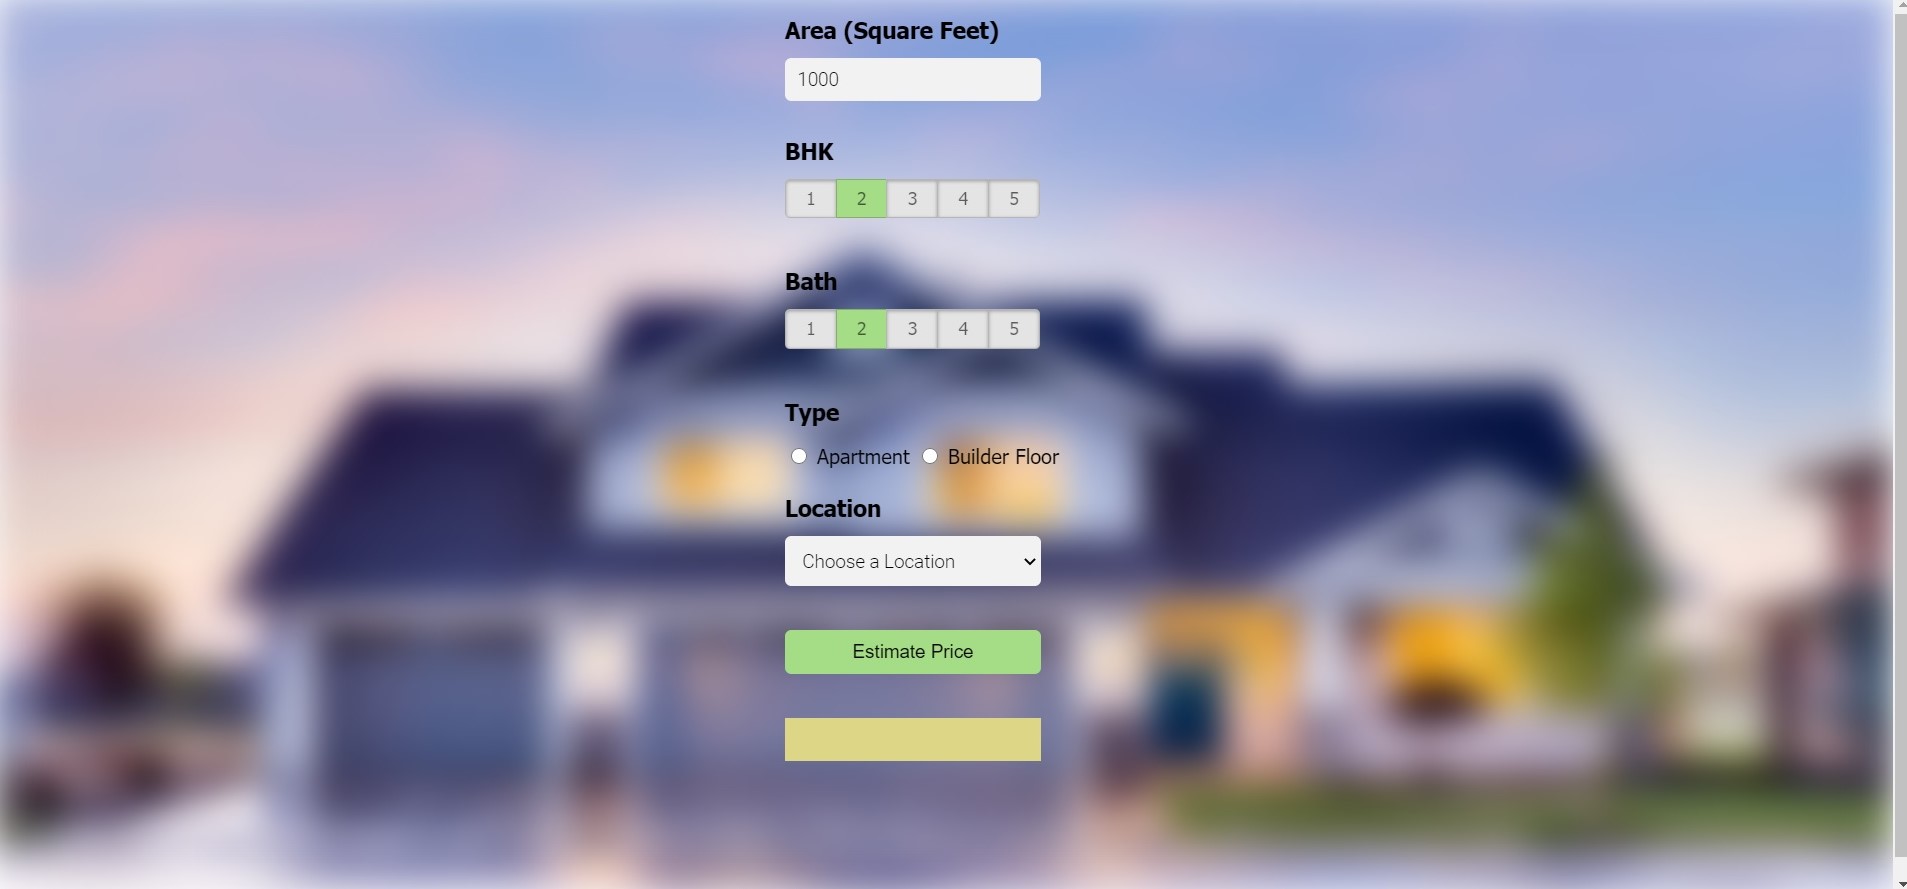 Area (Square Feet)
1000
BHK
1 2 3 4 5
Bath
1 2 3 4 5
Type
Apartment Builder Floor
Location
Choose a Location
Estimate Price